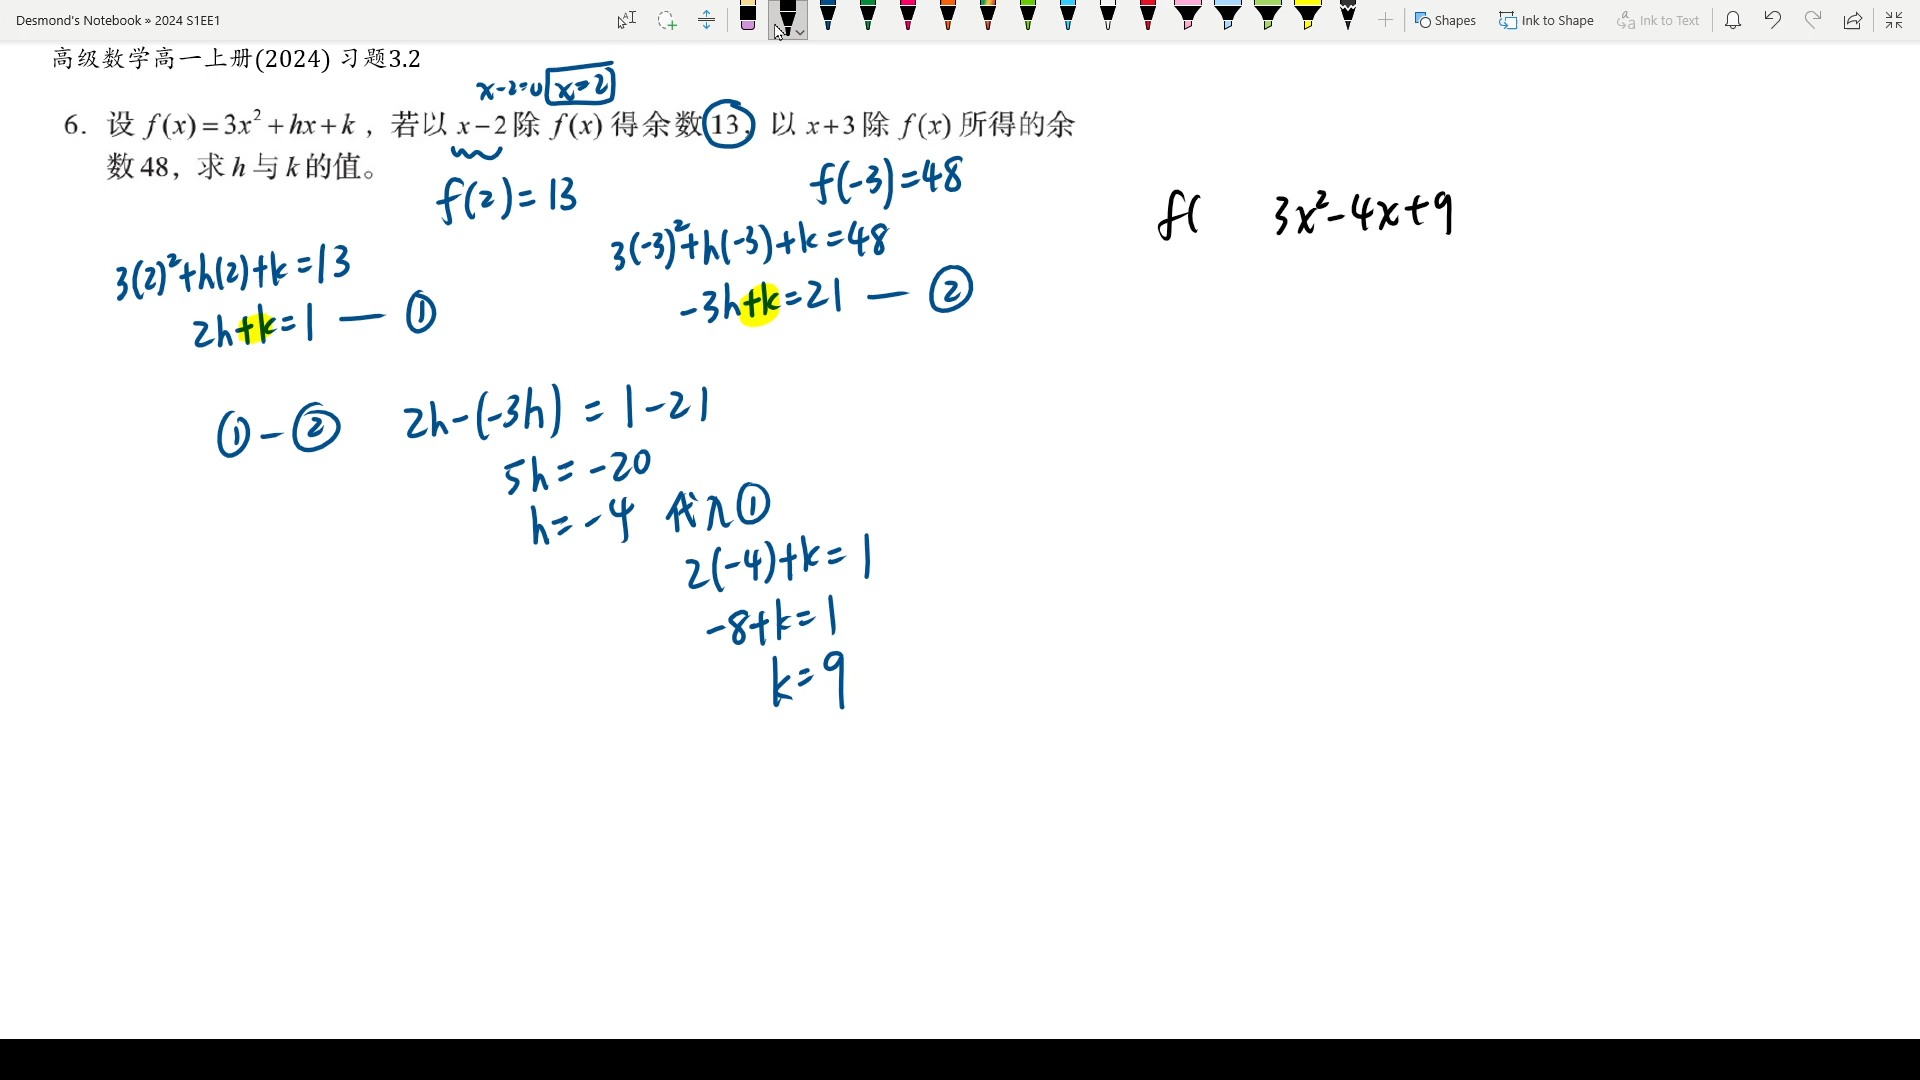 Desmond's Notebook » 2024 S1EE1
Shapes
Ink to Shape
Ink to Text
高级数学高一上册(2024) 习题3.2
x-2=0 x=2
6. 设 f(x)=3x²+hx+k，若以 x-2 除 f(x) 得余数 13，以 x+3 除 f(x) 所得的余
数 48，求 h 与 k 的值。
f(2)=13
f(-3)=48
3(2)²+h(2)+k=13
2h+k=1 — ①
3(-3)²+h(-3)+k=48
-3h+k=21 — ②
①-② 2h-(-3h) = 1-21
5h=-20
h=-4 代入①
2(-4)+k=1
-8+k=1
k=9
f( 3x²-4x+9